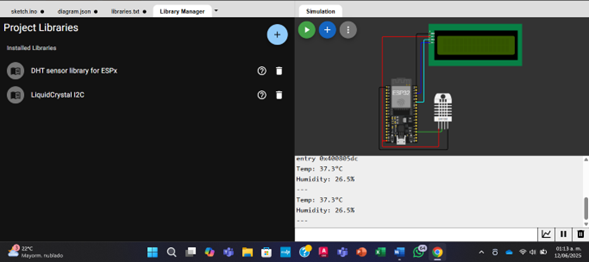 sketch.ino
diagram.json
libraries.txt
Library Manager
Simulation
Project Libraries
Installed Libraries
DHT sensor library for ESPx
LiquidCrystal I2C
ESP32
entry 0x400805dc
Temp: 37.3°C
Humidity: 26.5%
---
Temp: 37.3°C
Humidity: 26.5%
---
22°C
Mayorm. nublado
01:13 a. m.
12/06/2025